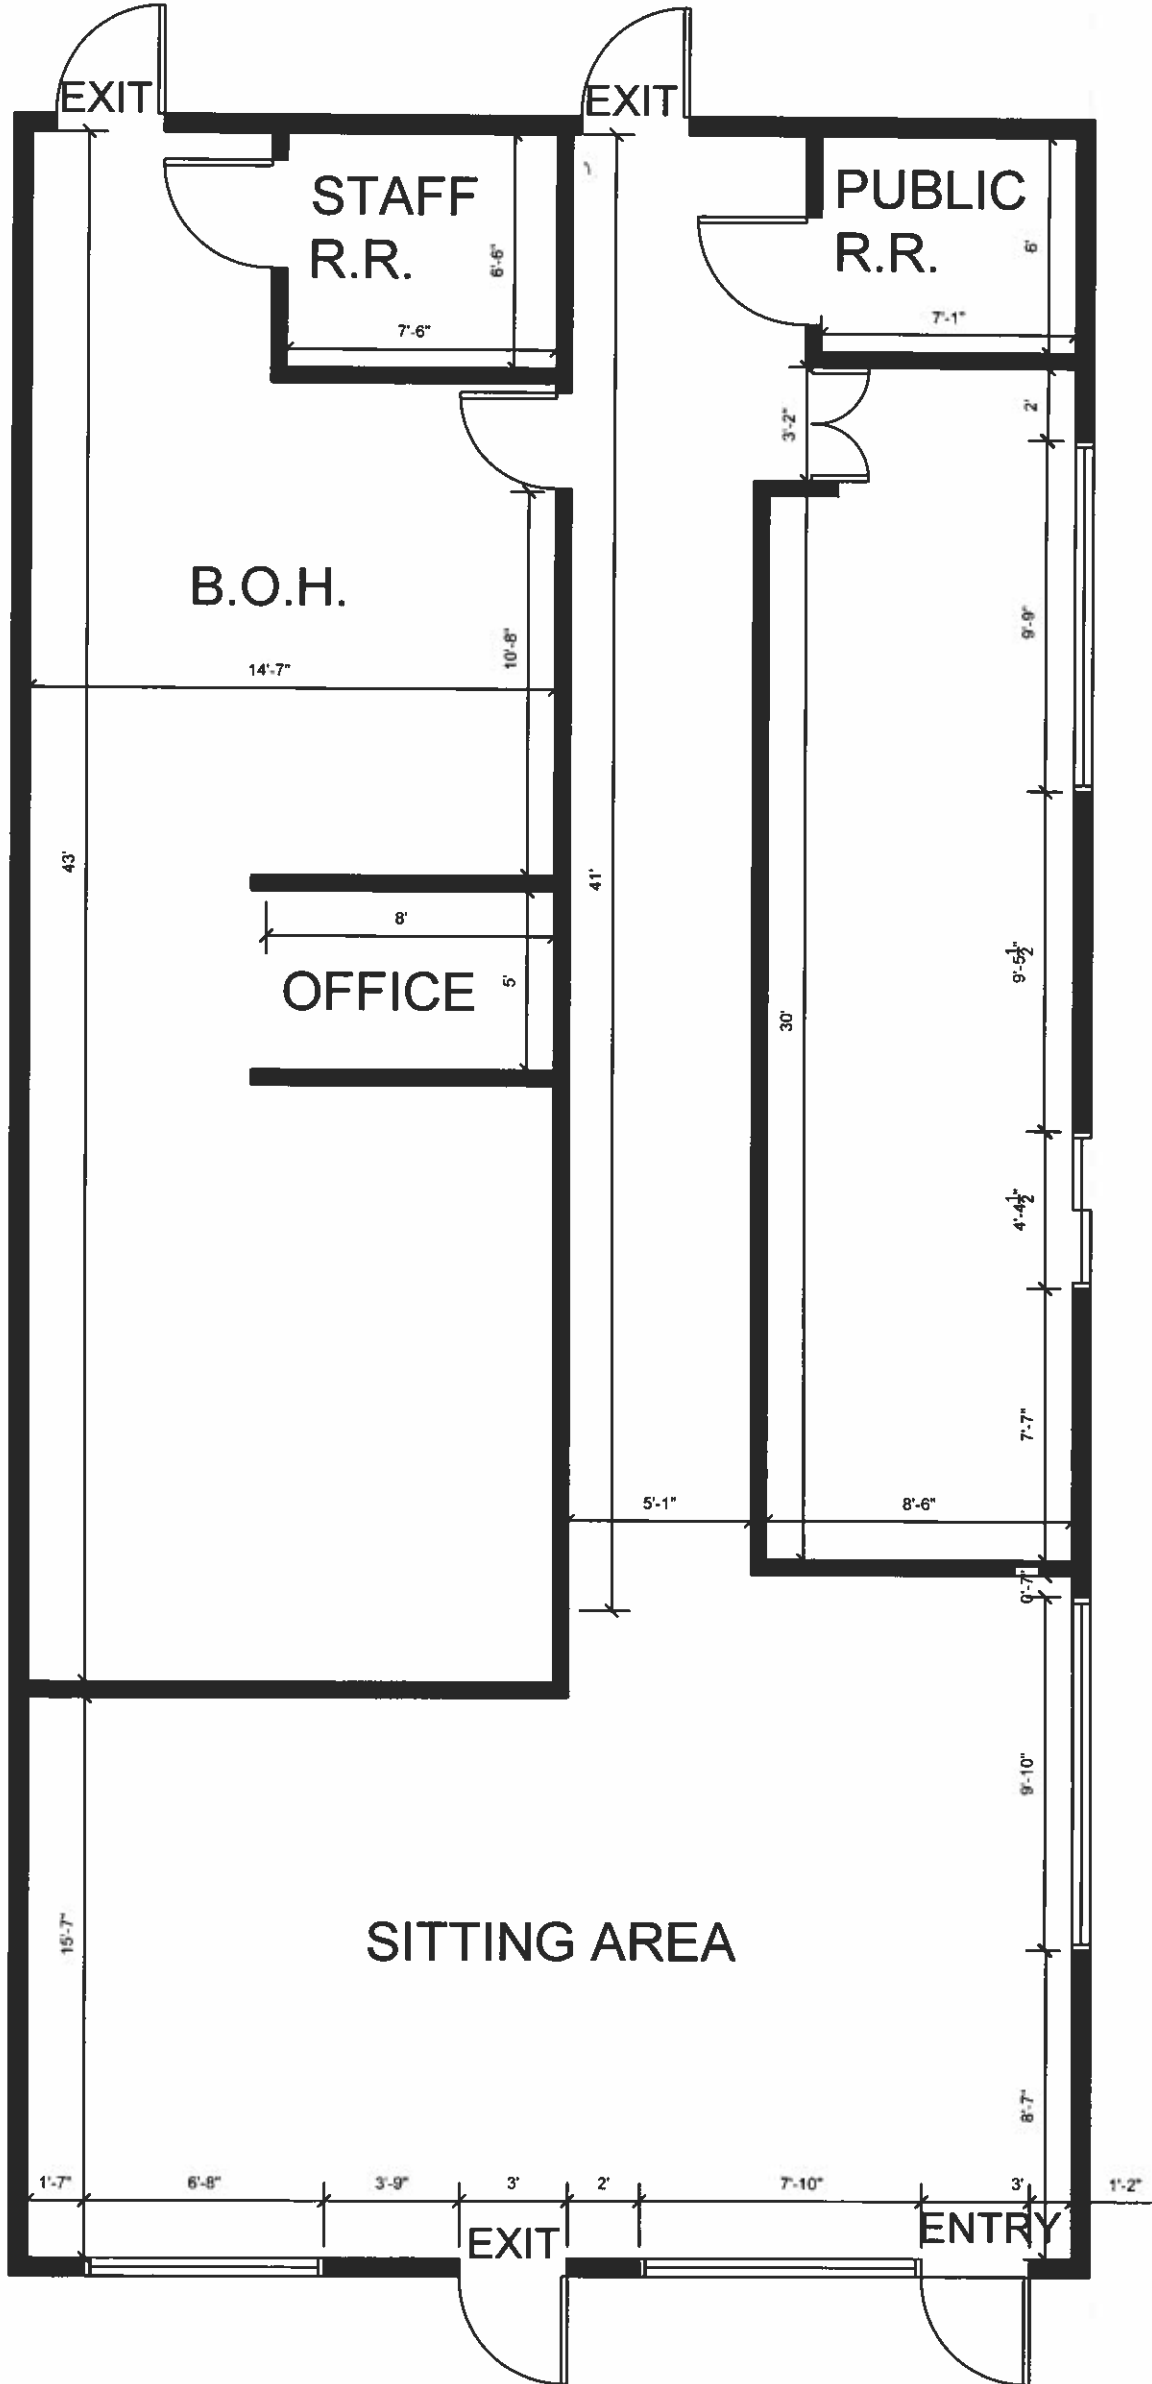 EXIT
EXIT
STAFF
R.R.
PUBLIC
R.R.
6'-6"
6'
7'-6"
7'-1"
3'-2"
2'
B.O.H.
9'-9"
10'-8"
14'-7"
43'
41'
8'
OFFICE
5'
9'-5½"
30'
4'-4½"
7'-7"
5'-1"
8'-6"
0'-7"
9'-10"
SITTING AREA
15'-7"
8'-7"
1'-7"
6'-8"
3'-9"
3'
2'
7'-10"
3'
1'-2"
EXIT
ENTRY